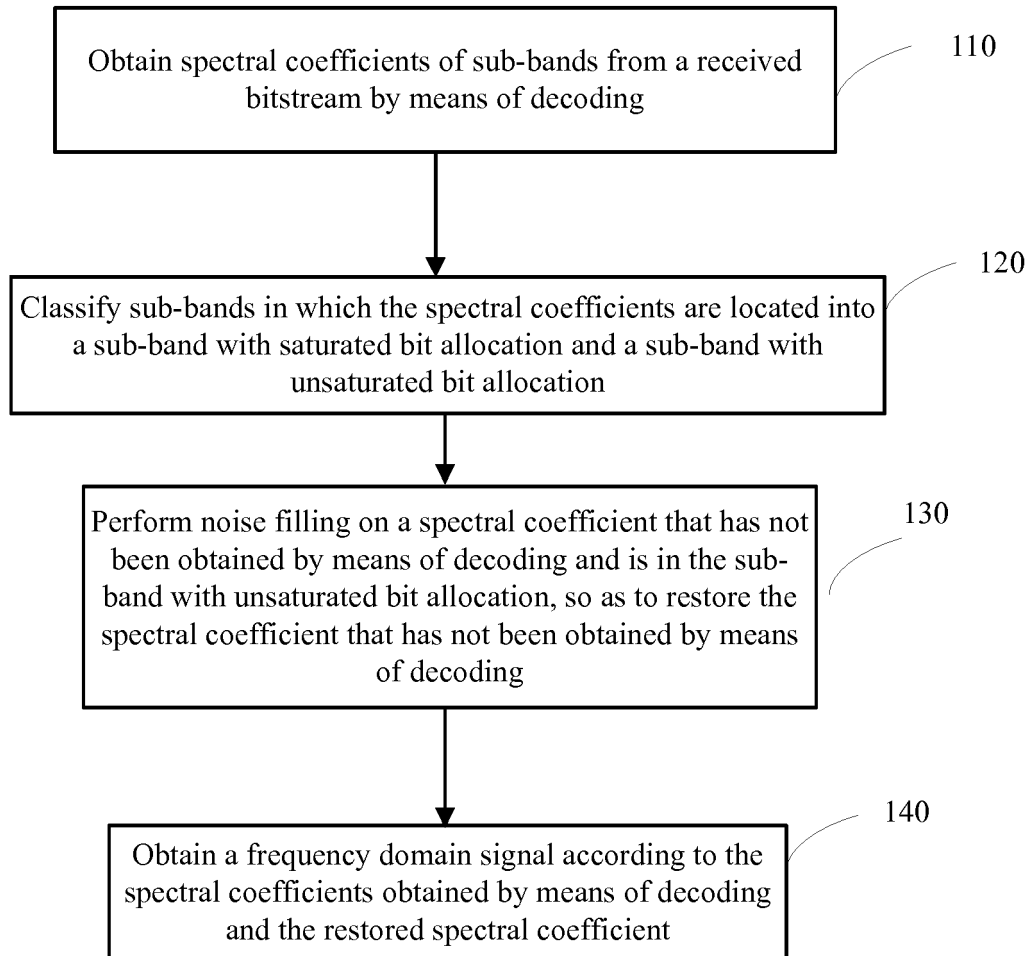 Obtain spectral coefficients of sub-bands from a received
bitstream by means of decoding
110
Classify sub-bands in which the spectral coefficients are located into
a sub-band with saturated bit allocation and a sub-band with
unsaturated bit allocation
120
Perform noise filling on a spectral coefficient that has not
been obtained by means of decoding and is in the sub-
band with unsaturated bit allocation, so as to restore the
spectral coefficient that has not been obtained by means
of decoding
130
Obtain a frequency domain signal according to the
spectral coefficients obtained by means of decoding
and the restored spectral coefficient
140